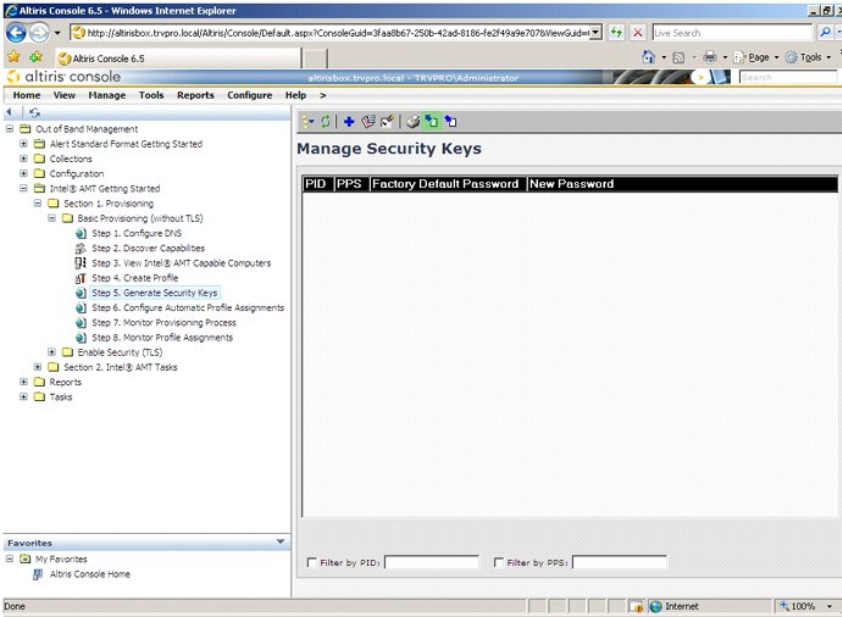 Altiris Console 6.5 - Windows Internet Explorer
http://altirisbox.trvpro.local/Altiris/Console/Default.aspx?ConsoleGuid=3faa8b67-250b-42ad-8186-fe2f49a9e7078ViewGuid=
Live Search
Altiris Console 6.5
Page Tools
altiris console
altirisbox.trvpro.local - TRVPRO\Administrator
Search
Home View Manage Tools Reports Configure Help >
Out of Band Management
Alert Standard Format Getting Started
Collections
Configuration
Intel® AMT Getting Started
Section 1. Provisioning
Basic Provisioning (without TLS)
Step 1. Configure DNS
Step 2. Discover Capabilities
Step 3. View Intel® AMT Capable Computers
Step 4. Create Profile
Step 5. Generate Security Keys
Step 6. Configure Automatic Profile Assignments
Step 7. Monitor Provisioning Process
Step 8. Monitor Profile Assignments
Enable Security (TLS)
Section 2. Intel® AMT Tasks
Reports
Tasks
Manage Security Keys
PID PPS Factory Default Password New Password
Filter by PID: Filter by PPS:
Favorites
My Favorites
Altiris Console Home
Done
Internet
100%